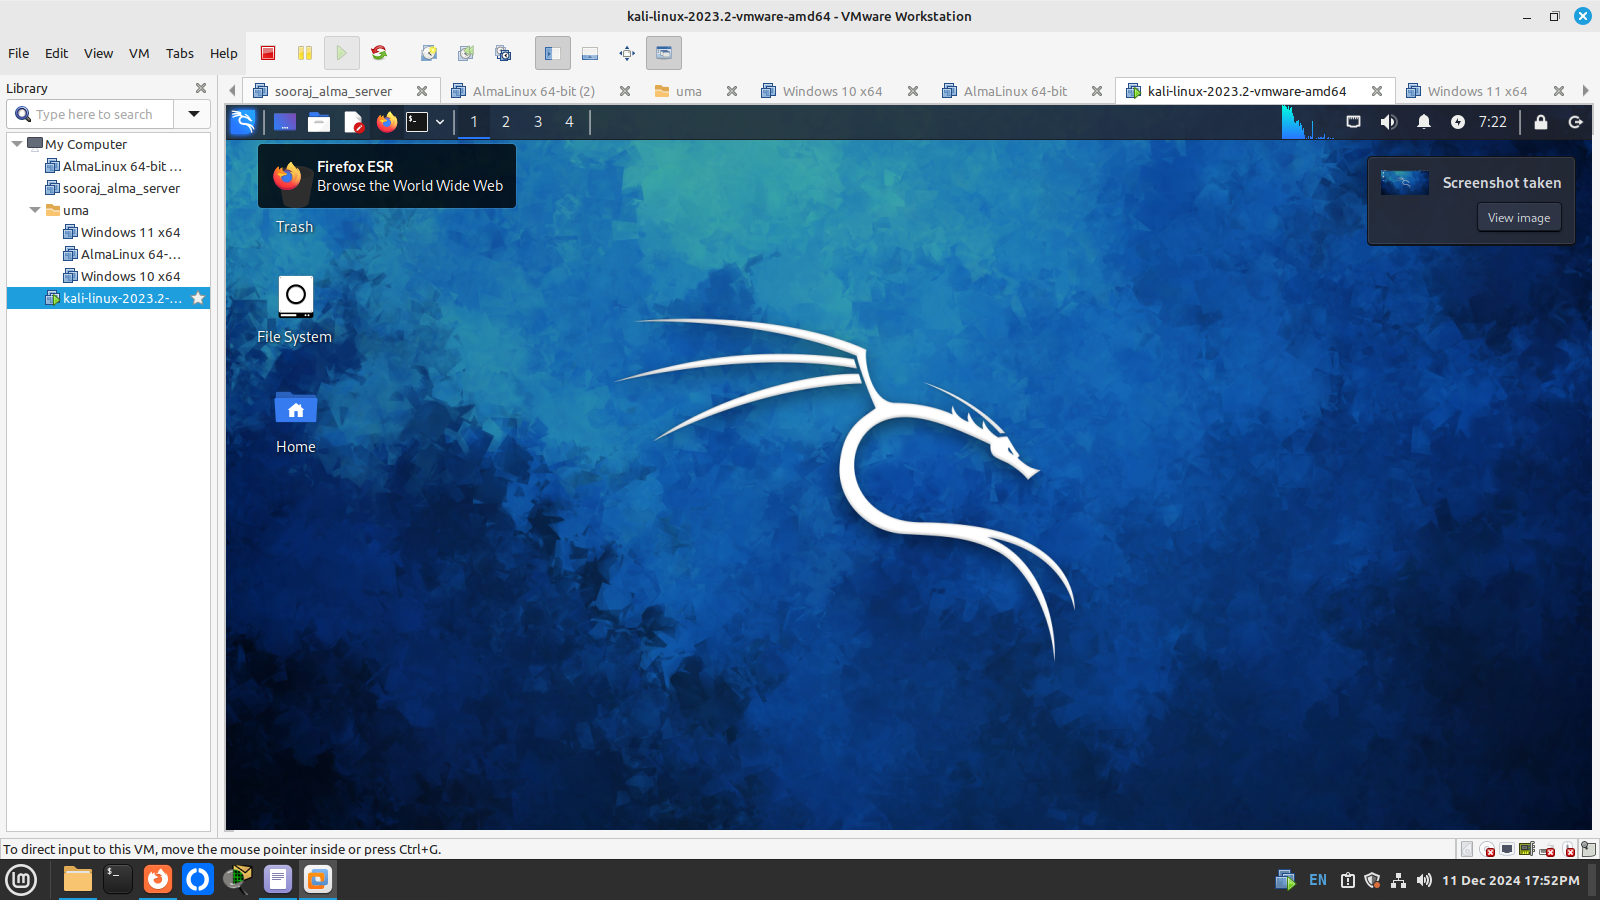 kali-linux-2023.2-vmware-amd64 - VMware Workstation
File Edit View VM Tabs Help
Library
Type here to search
My Computer
AlmaLinux 64-bit ...
sooraj_alma_server
uma
Windows 11 x64
AlmaLinux 64-...
Windows 10 x64
kali-linux-2023.2-...
sooraj_alma_server
AlmaLinux 64-bit (2)
uma
Windows 10 x64
AlmaLinux 64-bit
kali-linux-2023.2-vmware-amd64
Windows 11 x64
1 2 3 4
7:22
Firefox ESR
Browse the World Wide Web
Trash
File System
Home
Screenshot taken
View image
To direct input to this VM, move the mouse pointer inside or press Ctrl+G.
EN
11 Dec 2024 17:52PM